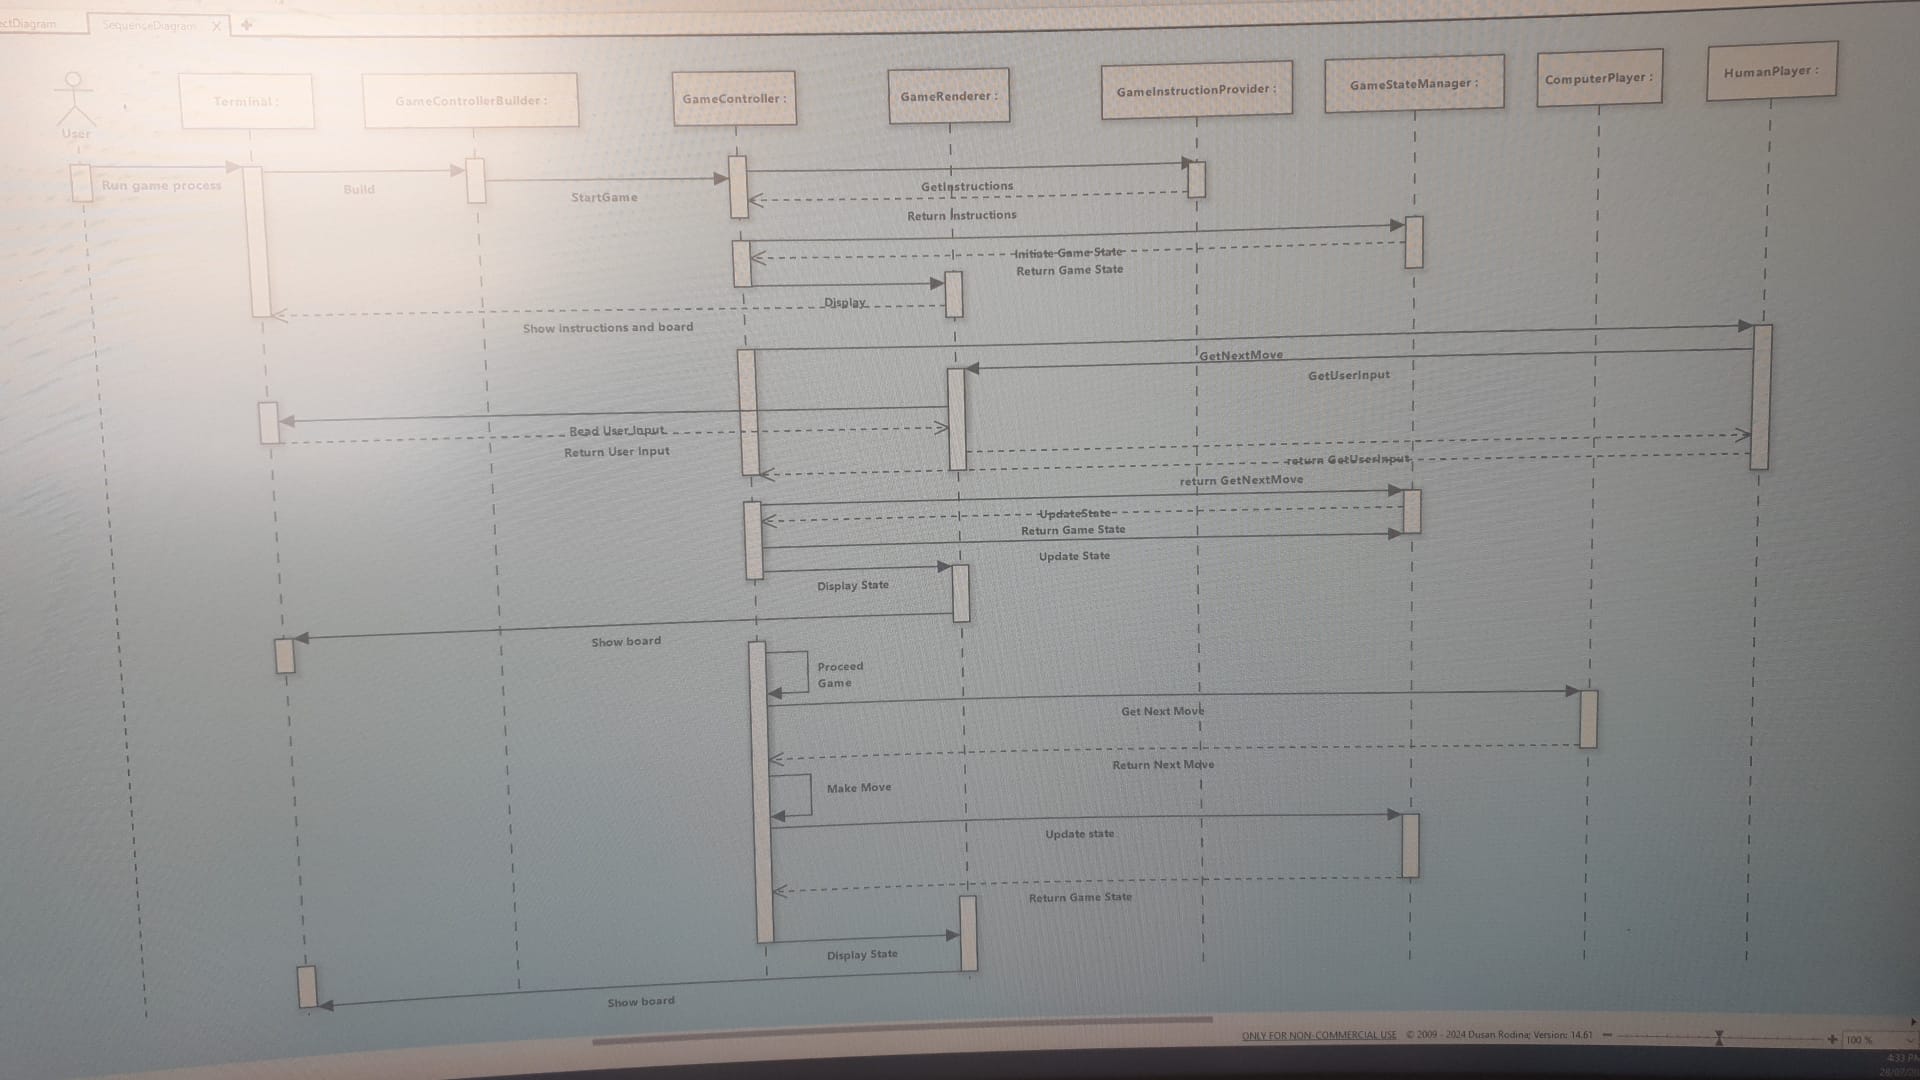 ectDiagram
SequenceDiagram
User
Terminal :
GameControllerBuilder :
GameController :
GameRenderer :
GameInstructionProvider :
GameStateManager :
ComputerPlayer :
HumanPlayer :
Run game process
Build
StartGame
GetInstructions
Return Instructions
Initiate Game State
Return Game State
Display
Show instructions and board
GetNextMove
GetUserInput
Read User Input
Return User Input
return GetUserInput
return GetNextMove
UpdateState
Return Game State
Update State
Display State
Show board
Proceed
Game
Get Next Move
Return Next Move
Make Move
Update state
Return Game State
Display State
Show board
ONLY FOR NON-COMMERCIAL USE © 2009 - 2024 Dusan Rodina; Version: 14.61
100 %
4:33 PM